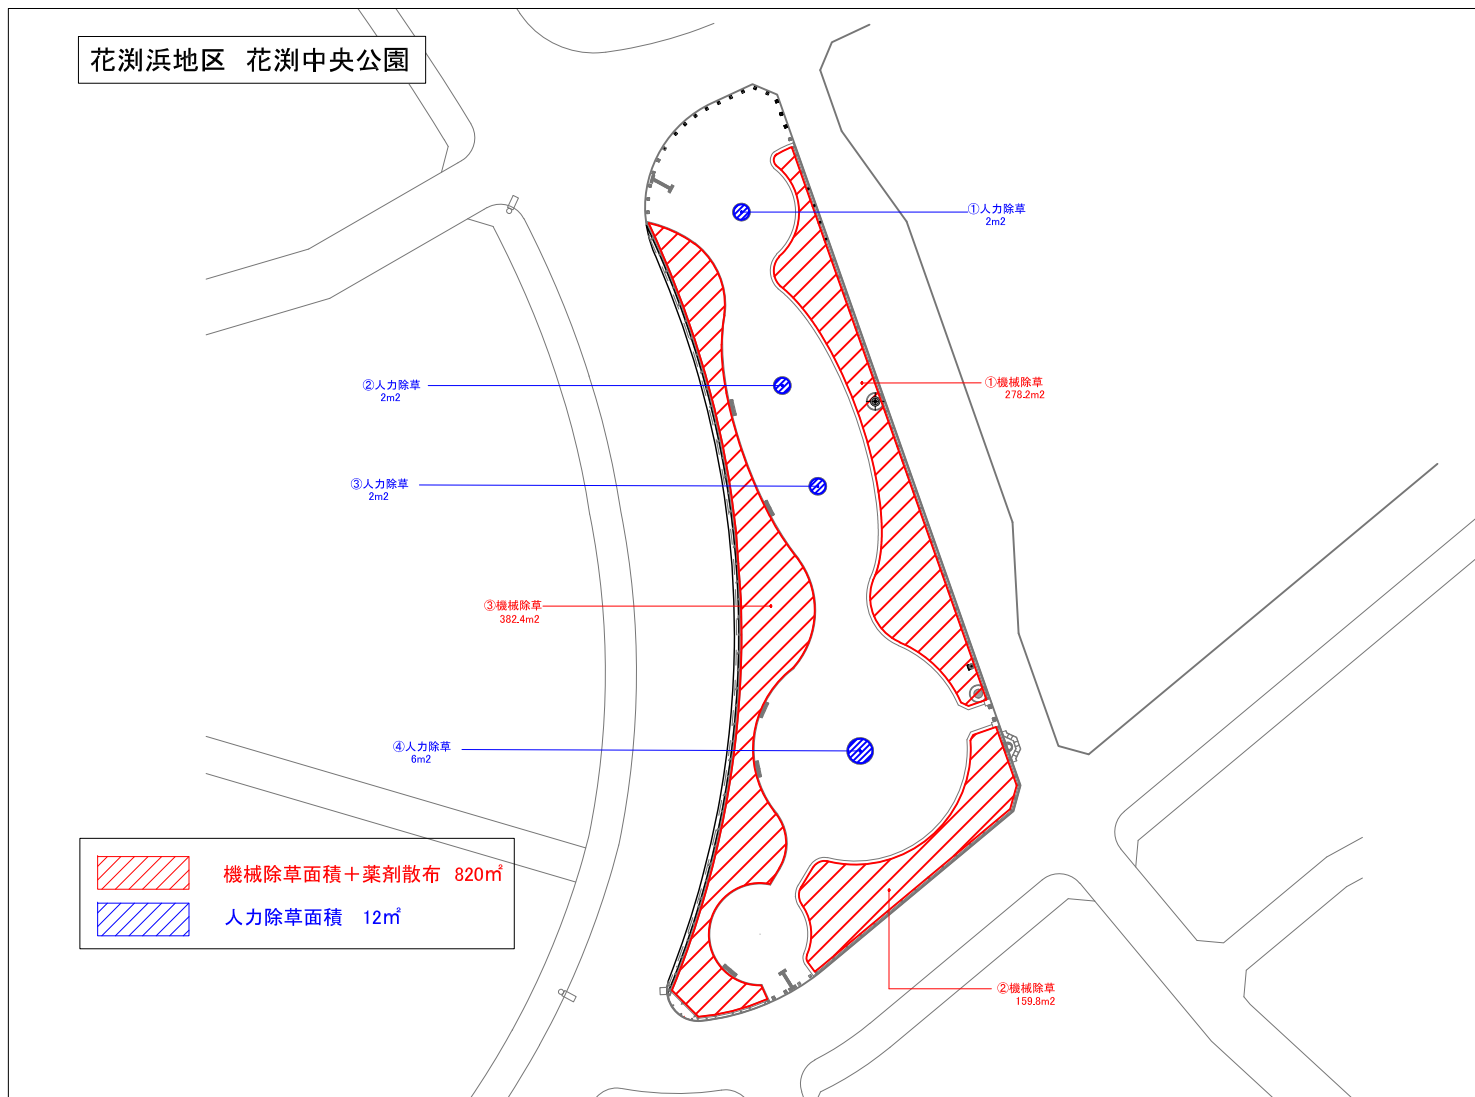 花渕浜地区　花渕中央公園
①人力除草
2m2
②人力除草
2m2
①機械除草
278.2m2
③人力除草
2m2
③機械除草
382.4m2
④人力除草
6m2
機械除草面積＋薬剤散布　820㎡
人力除草面積　12㎡
②機械除草
159.8m2